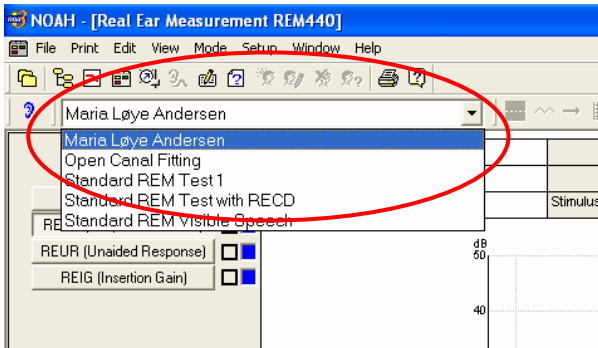 NOAH - [Real Ear Measurement REM440]
File Print Edit View Mode Setup Window Help
Maria Løye Andersen
Maria Løye Andersen
Open Canal Fitting
Standard REM Test 1
Standard REM Test with RECD
Stimulus
Standard REM Visible Speech
RE
REUR (Unaided Response)
dB
50
REIG (Insertion Gain)
40